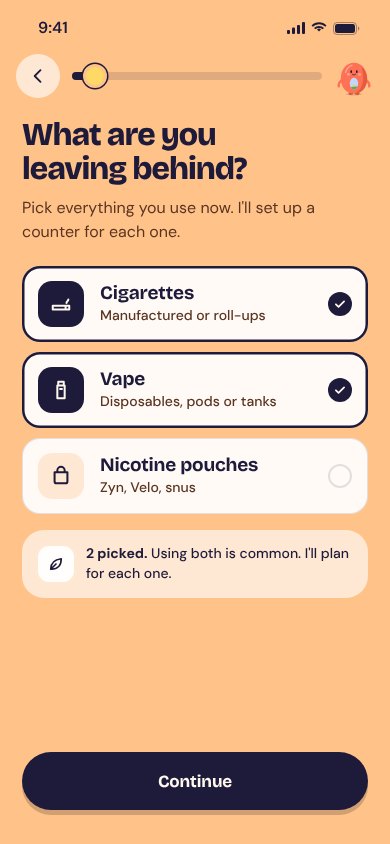 9:41
What are you
leaving behind?
Pick everything you use now. I'll set up a
counter for each one.
Cigarettes
Manufactured or roll-ups
Vape
Disposables, pods or tanks
Nicotine pouches
Zyn, Velo, snus
2 picked. Using both is common. I'll plan
for each one.
Continue